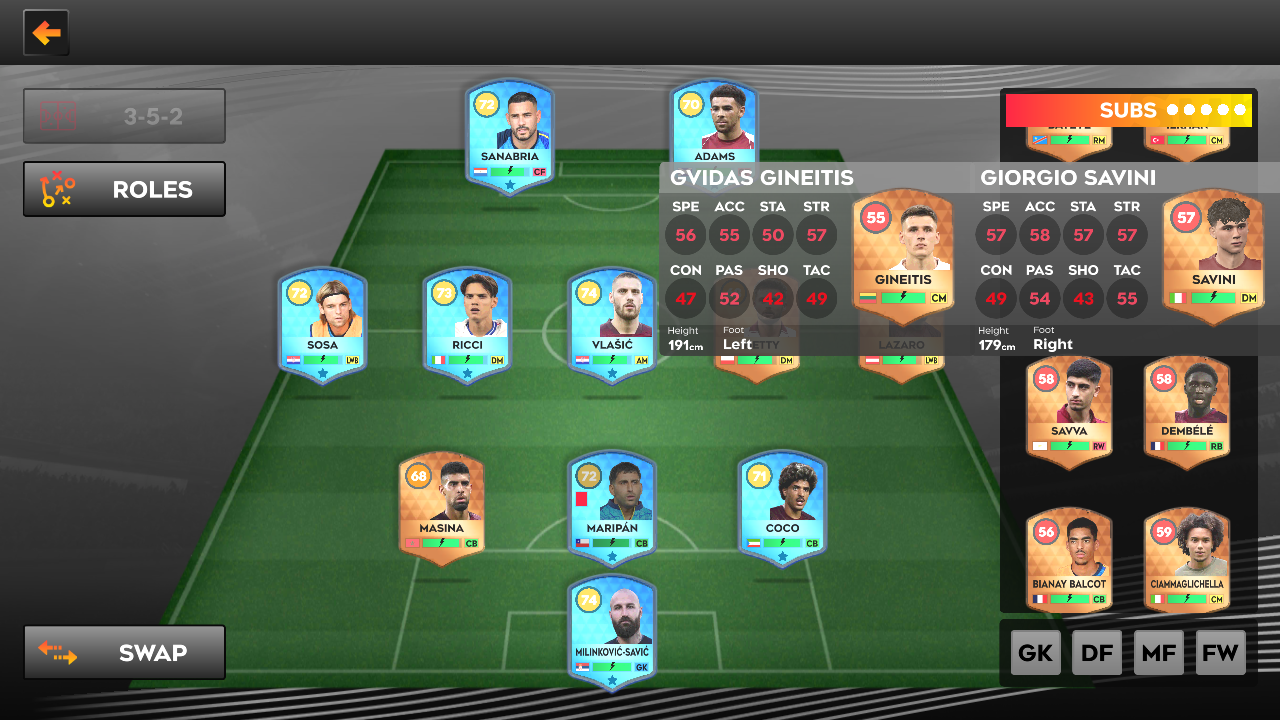 3-5-2
ROLES
72
SANABRIA
CF
70
ADAMS
SUBS
RM
CM
GVIDAS GINEITIS
SPE ACC STA STR
56 55 50 57
CON PAS SHO TAC
47 52 42 49
Height
191cm
Foot
Left
55
GINEITIS
CM
GIORGIO SAVINI
SPE ACC STA STR
57 58 57 57
CON PAS SHO TAC
49 54 43 55
Height
179cm
Foot
Right
57
SAVINI
DM
72
SOSA
LWB
73
RICCI
DM
74
VLAŠIĆ
AM
DM
LAZARO
LWB
58
SAVVA
RW
58
DEMBÉLÉ
RB
68
MASINA
CB
72
MARIPÁN
CB
71
COCO
CB
56
BIANAY BALCOT
CB
59
CIAMMAGLICHELLA
CM
74
MILINKOVIĆ-SAVIĆ
GK
SWAP
GK
DF
MF
FW